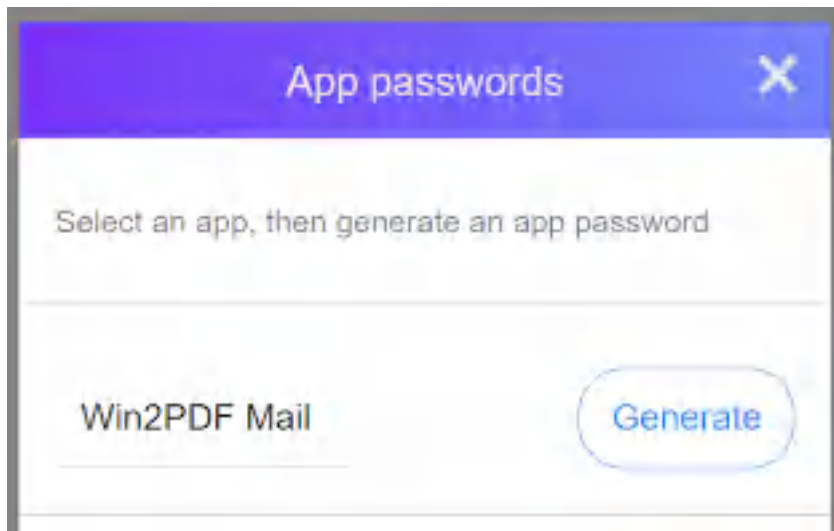 App passwords
Select an app, then generate an app password
Win2PDF Mail
Generate